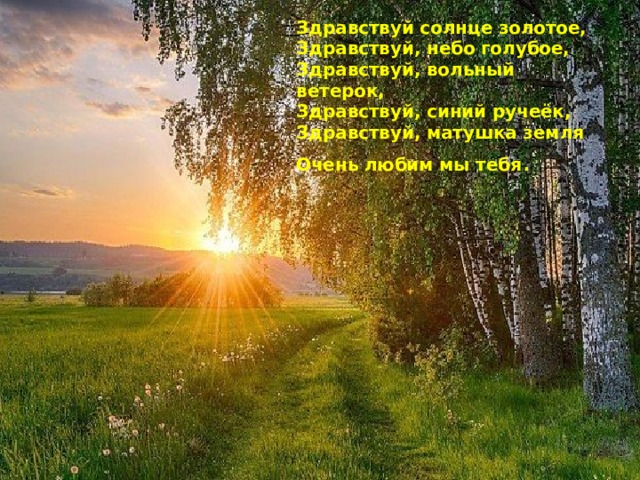 Здравствуй солнце золотое,
Здравствуй, небо голубое,
Здравствуй, вольный
ветерок,
Здравствуй, синий ручеёк,
Здравствуй, матушка земля
Очень любим мы тебя.